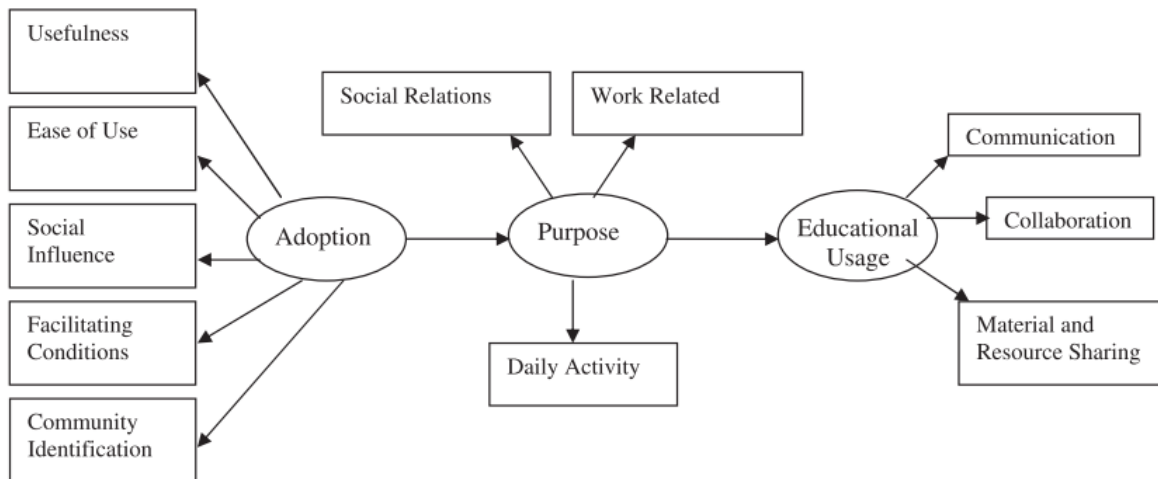 Usefulness
Ease of Use
Social
Influence
Facilitating
Conditions
Community
Identification
Adoption
Social Relations
Work Related
Purpose
Daily Activity
Educational
Usage
Communication
Collaboration
Material and
Resource Sharing